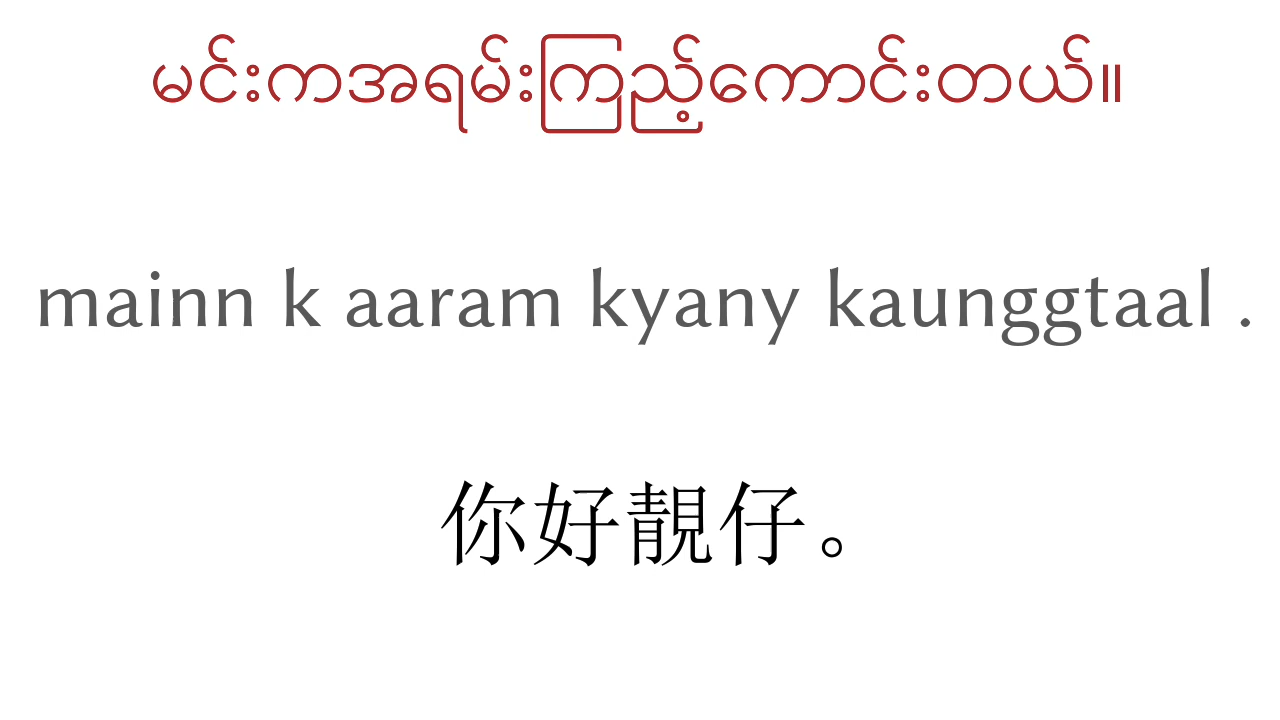 မင်းကအရမ်းကြည့်ကောင်းတယ်။
mainn k aaram kyany kaunggtaal .
你好靚仔。